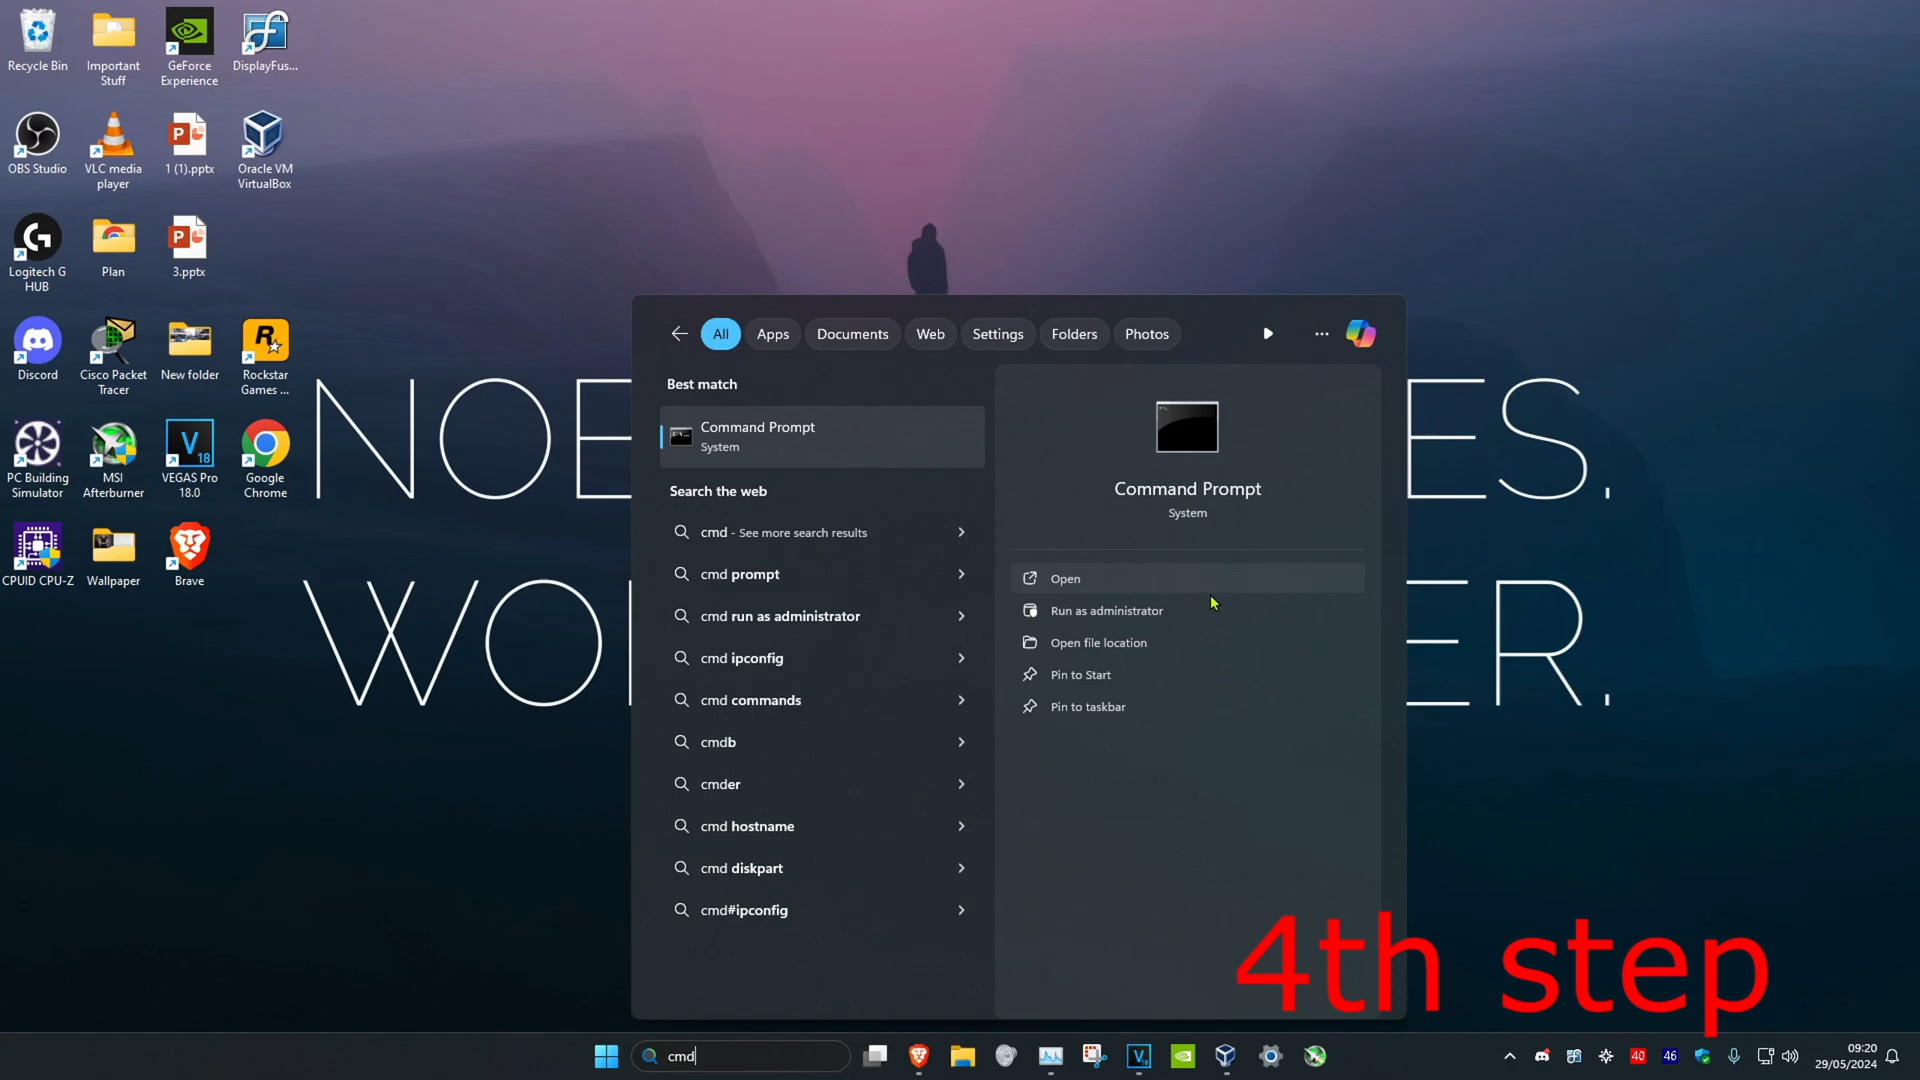 Recycle Bin
Important
Stuff
GeForce
Experience
DisplayFus...
OBS Studio
VLC media
player
1 (1).pptx
Oracle VM
VirtualBox
Logitech G
HUB
Plan
3.pptx
Discord
Cisco Packet
Tracer
New folder
Rockstar
Games ...
PC Building
Simulator
MSI
Afterburner
VEGAS Pro
18.0
Google
Chrome
CPUID CPU-Z
Wallpaper
Brave
All
Apps
Documents
Web
Settings
Folders
Photos
Best match
Command Prompt
System
Search the web
cmd - See more search results
cmd prompt
cmd run as administrator
cmd ipconfig
cmd commands
cmdb
cmder
cmd hostname
cmd diskpart
cmd#ipconfig
Command Prompt
System
Open
Run as administrator
Open file location
Pin to Start
Pin to taskbar
4th step
cmd
40
46
09:20
29/05/2024